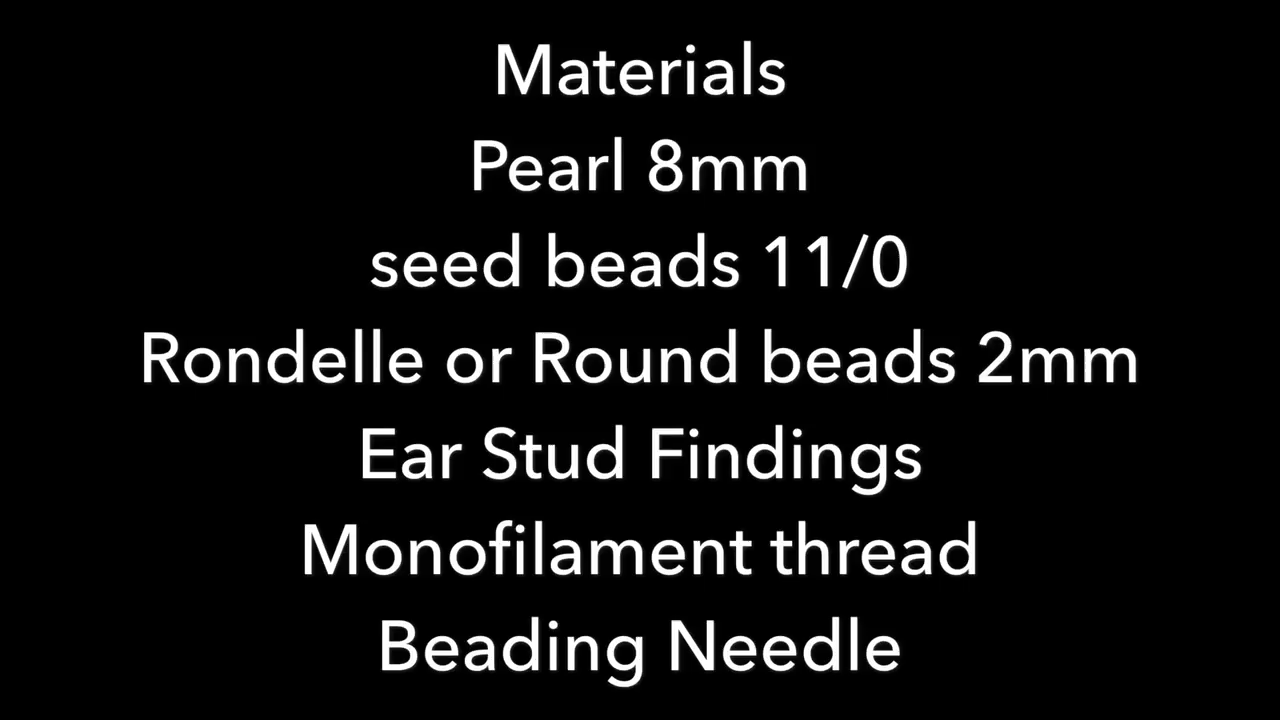 Materials
Pearl 8mm
seed beads 11/0
Rondelle or Round beads 2mm
Ear Stud Findings
Monofilament thread
Beading Needle